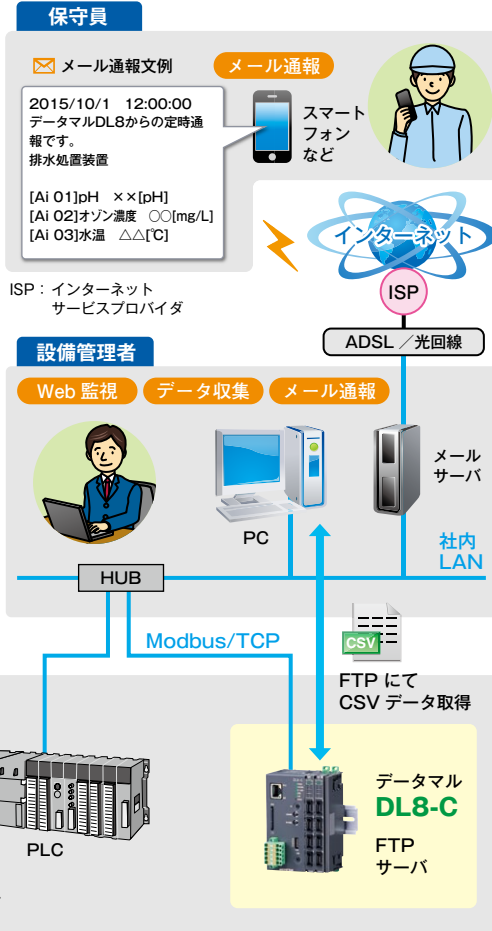 保守員
メール通報文例
メール通報
2015/10/1 12:00:00
データマルDL8からの定時通
報です。
排水処置装置
[Ai 01]pH ××[pH]
[Ai 02]オゾン濃度 ○○[mg/L]
[Ai 03]水温 △△[℃]
スマート
フォン
など
インターネット
ISP：インターネット
サービスプロバイダ
ISP
ADSL／光回線
設備管理者
Web 監視
データ収集
メール通報
メール
サーバ
PC
社内
LAN
HUB
Modbus/TCP
CSV
FTP にて
CSV データ取得
PLC
データマル
DL8-C
FTP
サーバ